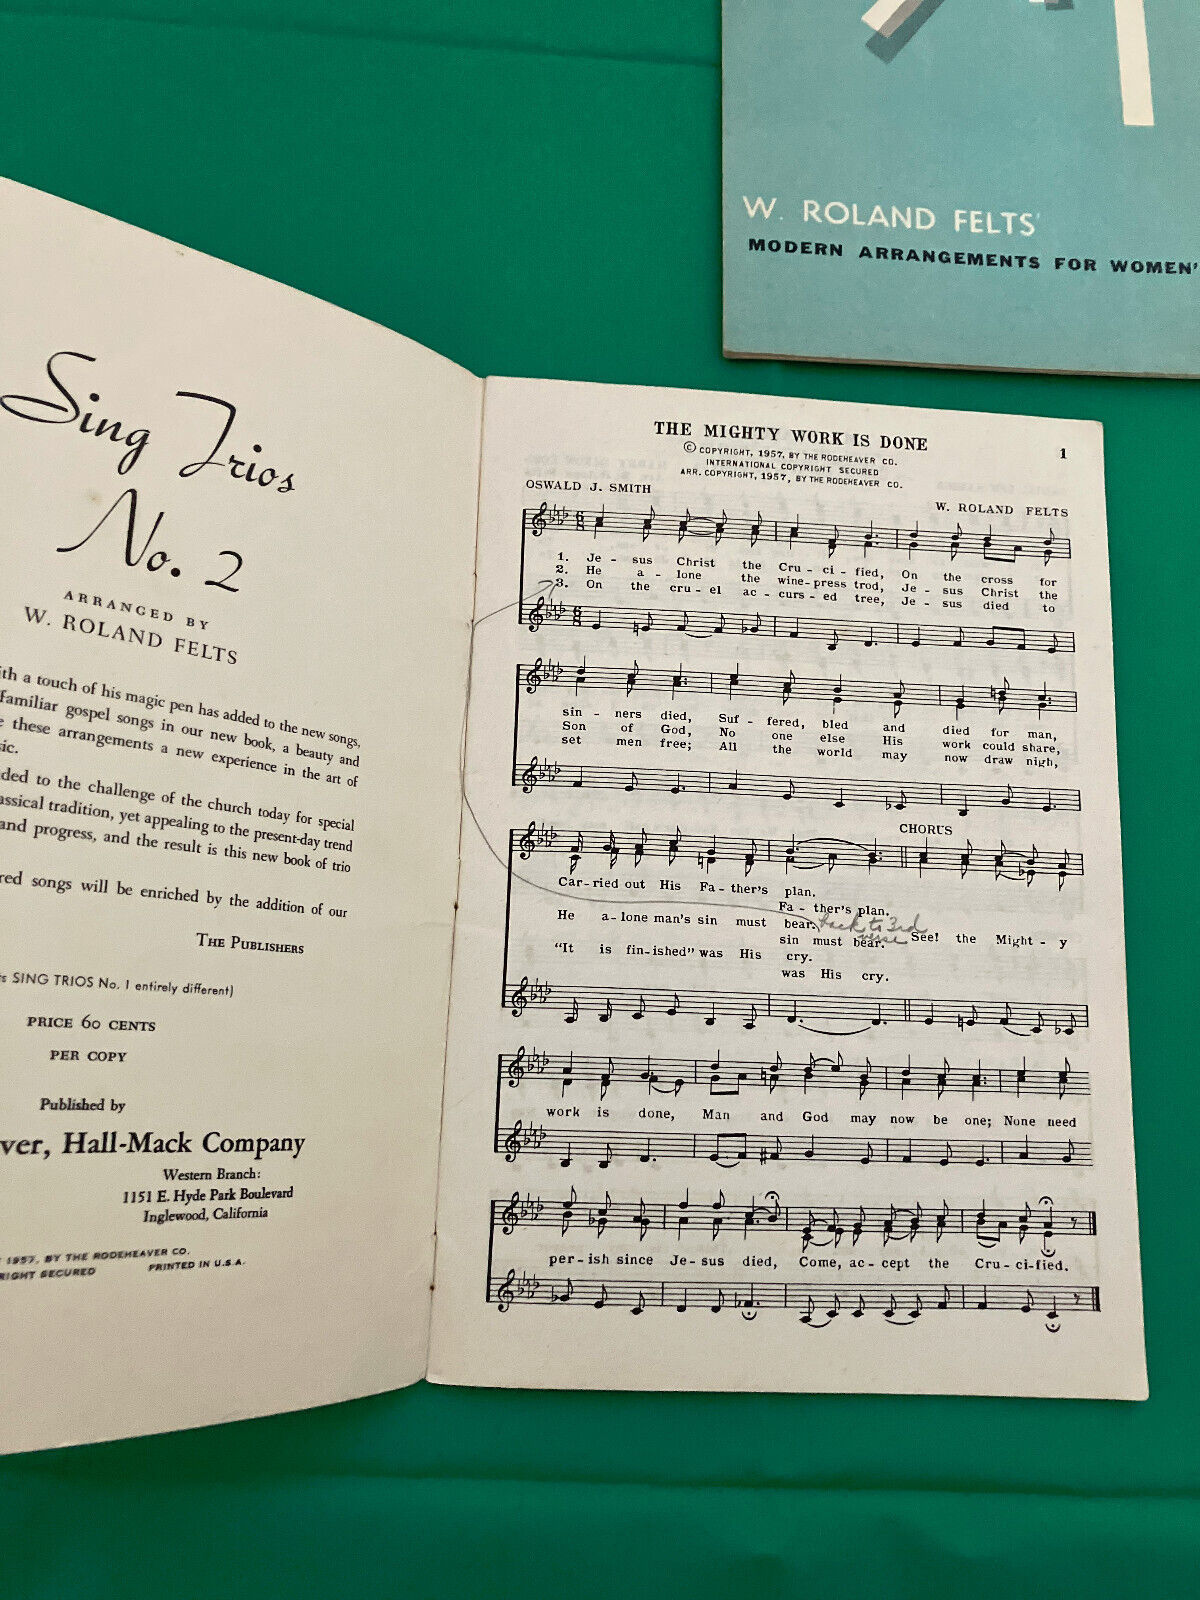 W. ROLAND FELTS'
MODERN ARRANGEMENTS FOR WOMEN'
Sing Trios
No. 2
ARRANGED BY
W. ROLAND FELTS
ith a touch of his magic pen has added to the new songs,
familiar gospel songs in our new book, a beauty and
e these arrangements a new experience in the art of
sic.
ded to the challenge of the church today for special
assical tradition, yet appealing to the present-day trend
and progress, and the result is this new book of trio
red songs will be enriched by the addition of our
THE PUBLISHERS
ts SING TRIOS No. 1 entirely different)
PRICE 60 CENTS
PER COPY
Published by
ver, Hall-Mack Company
Western Branch:
1151 E. Hyde Park Boulevard
Inglewood, California
1957, BY THE RODEHEAVER CO.
RIGHT SECURED PRINTED IN U.S.A.
THE MIGHTY WORK IS DONE
1
© COPYRIGHT, 1957, BY THE RODEHEAVER CO.
INTERNATIONAL COPYRIGHT SECURED
ARR. COPYRIGHT, 1957, BY THE RODEHEAVER CO.
OSWALD J. SMITH
W. ROLAND FELTS
1. Je - sus Christ the Cru - ci - fied, On the cross for
2. He a - lone the wine-press trod, Je - sus Christ the
3. On the cru - el ac - curs - ed tree, Je - sus died to
sin - ners died, Suf - fered, bled and died for man,
Son of God, No one else His work could share,
set men free; All the world may now draw nigh,
CHORUS
Car-ried out His Fa-ther's plan.
Fa - ther's plan.
He a-lone man's sin must bear. back to 3rd
sin must bear. verse See! the Might - y
"It is fin-ished" was His cry.
was His cry.
work is done, Man and God may now be one; None need
per-ish since Je-sus died, Come, ac-cept the Cru-ci-fied.